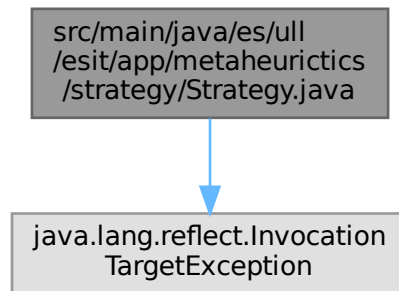 src/main/java/es/ull
/esit/app/metaheurictics
/strategy/Strategy.java
java.lang.reflect.Invocation
TargetException